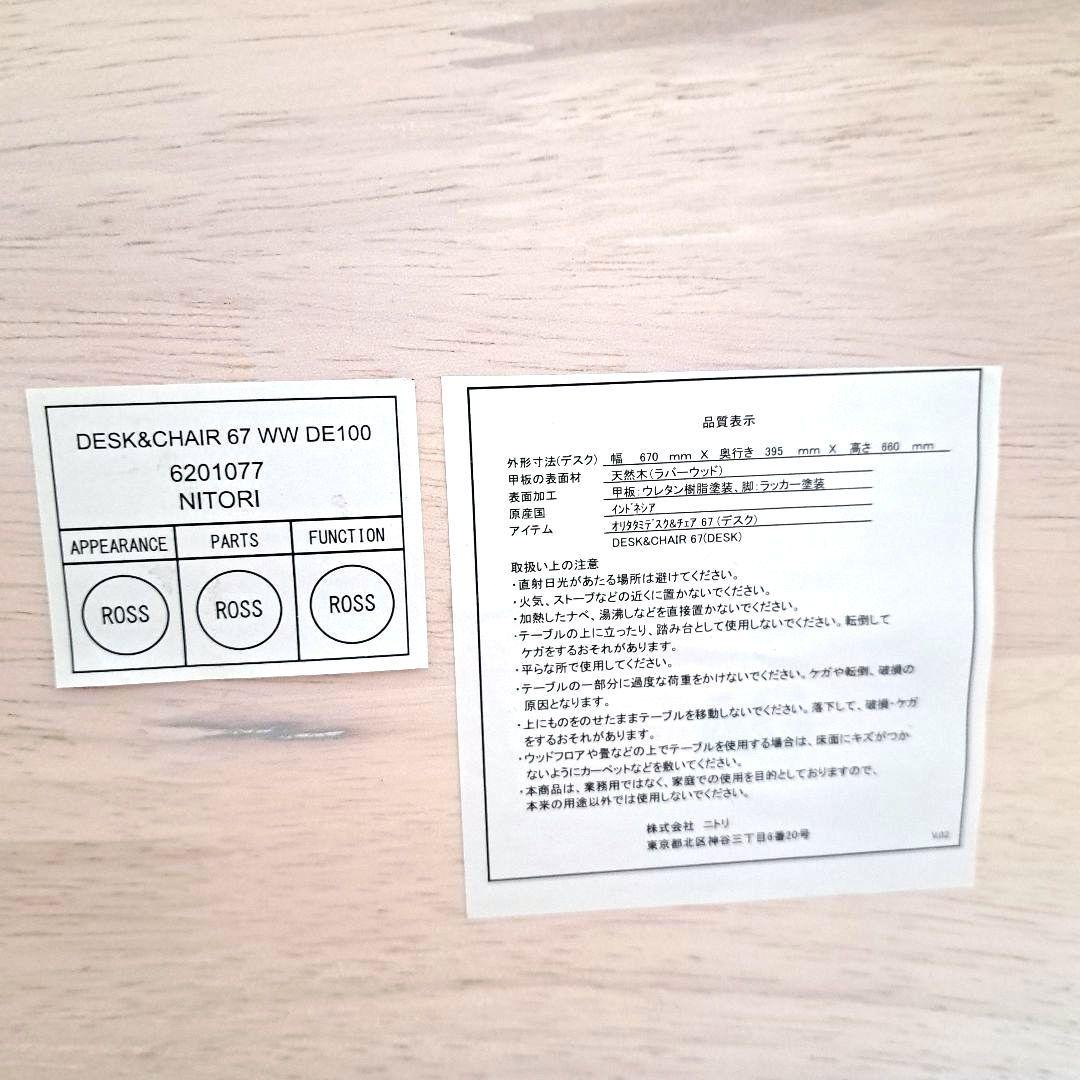 DESK&CHAIR 67 WW DE100
6201077
NITORI
APPEARANCE PARTS FUNCTION
ROSS ROSS ROSS
品質表示
外形寸法(デスク) 幅 670 mm X 奥行き 395 mm X 高さ 660 mm
甲板の表面材 天然木(ラバーウッド)
表面加工 甲板:ウレタン樹脂塗装、脚:ラッカー塗装
原産国 インドネシア
アイテム オリタタミデスク&チェア 67 (デスク)
DESK&CHAIR 67(DESK)
取扱い上の注意
・直射日光があたる場所は避けてください。
・火気、ストーブなどの近くに置かないでください。
・加熱したナベ、湯沸しなどを直接置かないでください。
・テーブルの上に立ったり、踏み台として使用しないでください。転倒して
ケガをするおそれがあります。
・平らな所で使用してください。
・テーブルの一部分に過度な荷重をかけないでください。ケガや転倒、破損の
原因となります。
・上にものをのせたままテーブルを移動しないでください。落下して、破損・ケガ
をするおそれがあります。
・ウッドフロアや畳などの上でテーブルを使用する場合は、床面にキズがつか
ないようにカーペットなどを敷いてください。
・本商品は、業務用ではなく、家庭での使用を目的としておりますので、
本来の用途以外では使用しないでください。
株式会社 ニトリ
東京都北区神谷三丁目6番20号